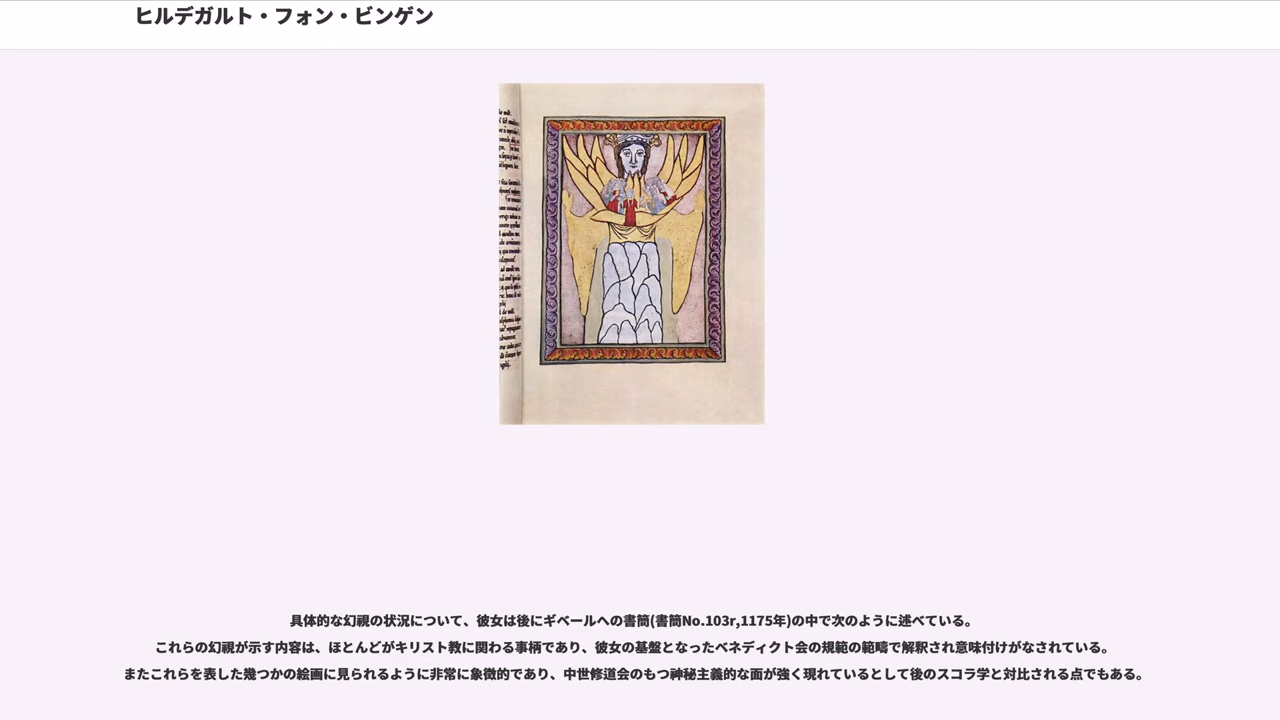 ヒルデガルト・フォン・ビンゲン
具体的な幻視の状況について、彼女は後にギベールへの書簡(書簡No.103r,1175年)の中で次のように述べている。
これらの幻視が示す内容は、ほとんどがキリスト教に関わる事柄であり、彼女の基盤となったベネディクト会の規範の範疇で解釈され意味付けがなされている。
またこれらを表した幾つかの絵画に見られるように非常に象徴的であり、中世修道会のもつ神秘主義的な面が強く現れているとして後のスコラ学と対比される点でもある。